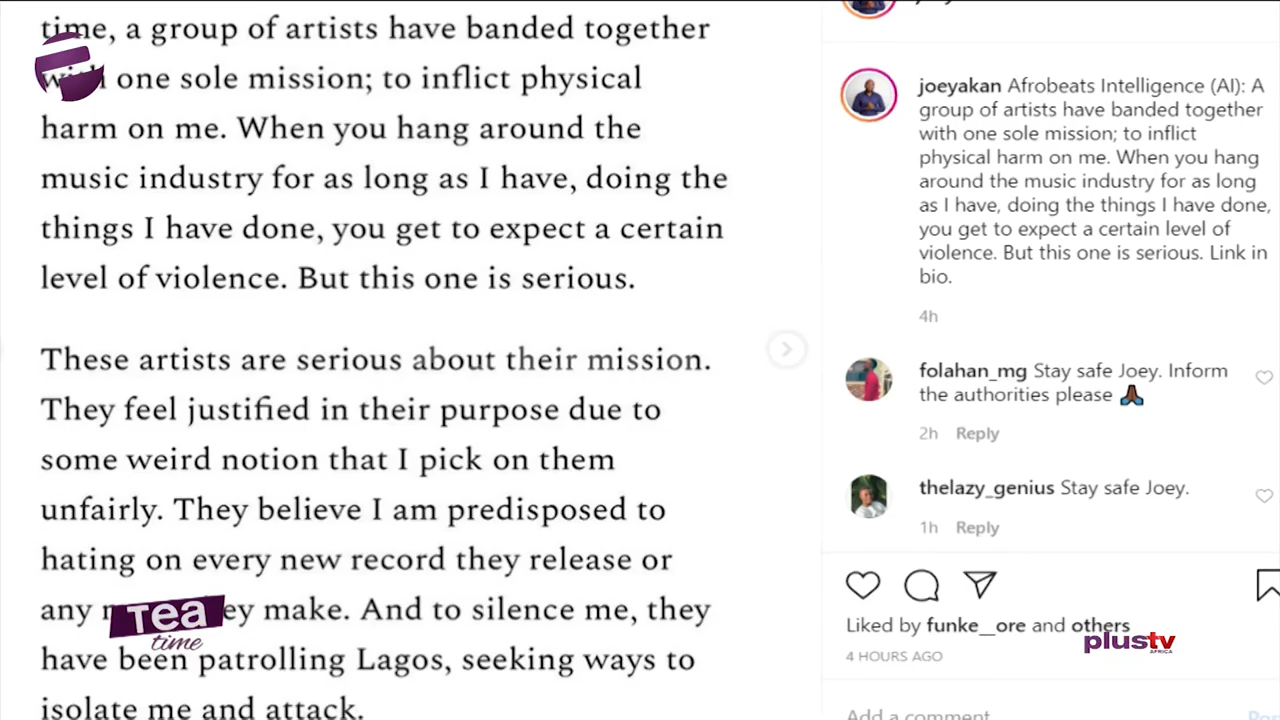 time, a group of artists have banded together
with one sole mission; to inflict physical
harm on me. When you hang around the
music industry for as long as I have, doing the
things I have done, you get to expect a certain
level of violence. But this one is serious.
These artists are serious about their mission.
They feel justified in their purpose due to
some weird notion that I pick on them
unfairly. They believe I am predisposed to
hating on every new record they release or
any make. And to silence me, they
have been patrolling Lagos, seeking ways to
isolate me and attack.
Tea
time
joeyakan Afrobeats Intelligence (AI): A
group of artists have banded together
with one sole mission; to inflict
physical harm on me. When you hang
around the music industry for as long
as I have, doing the things I have done,
you get to expect a certain level of
violence. But this one is serious. Link in
bio.
4h
folahan_mg Stay safe Joey. Inform
the authorities please 🙏🏿
2h Reply
thelazy_genius Stay safe Joey.
1h Reply
Liked by funke__ore and others
4 HOURS AGO
plustv
AFRICA
Add a comment